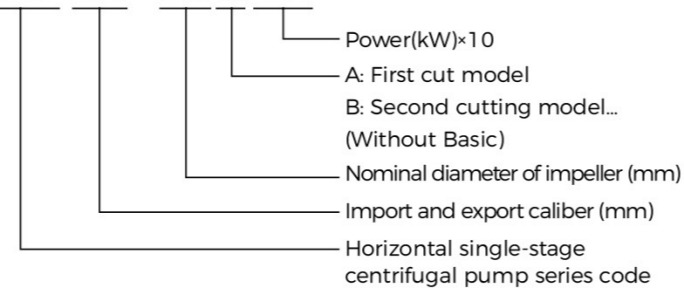 Power(kW)×10
A: First cut model
B: Second cutting model...
(Without Basic)
Nominal diameter of impeller (mm)
Import and export caliber (mm)
Horizontal single-stage
centrifugal pump series code